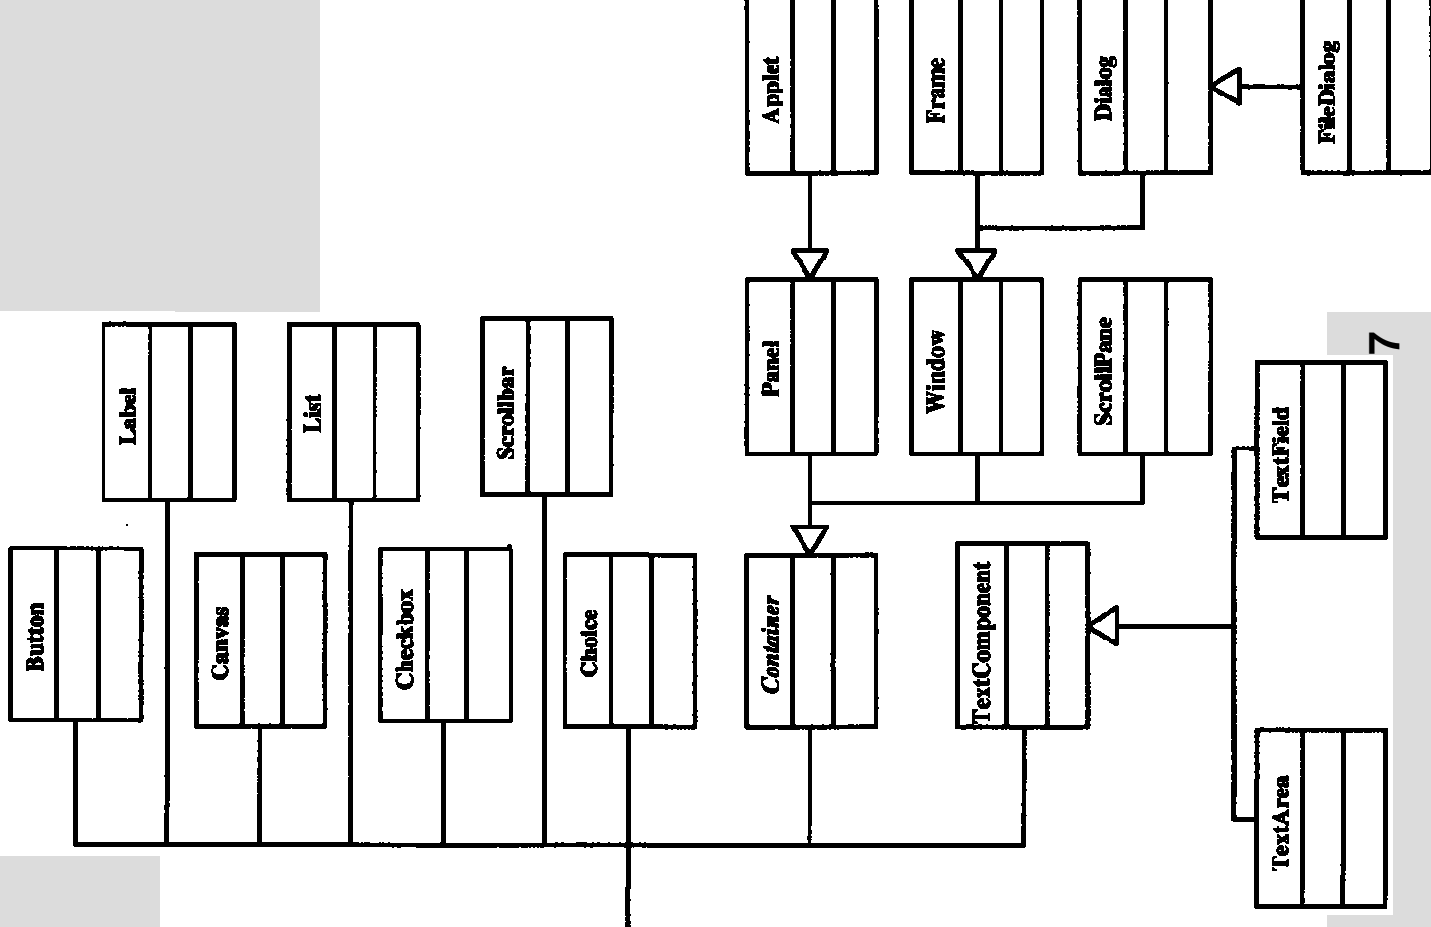 Button
Label
Canvas
List
Checkbox
Scrollbar
Choice
Container
Panel
Applet
TextComponent
Window
Frame
ScrollPane
Dialog
FileDialog
TextArea
TextField
7